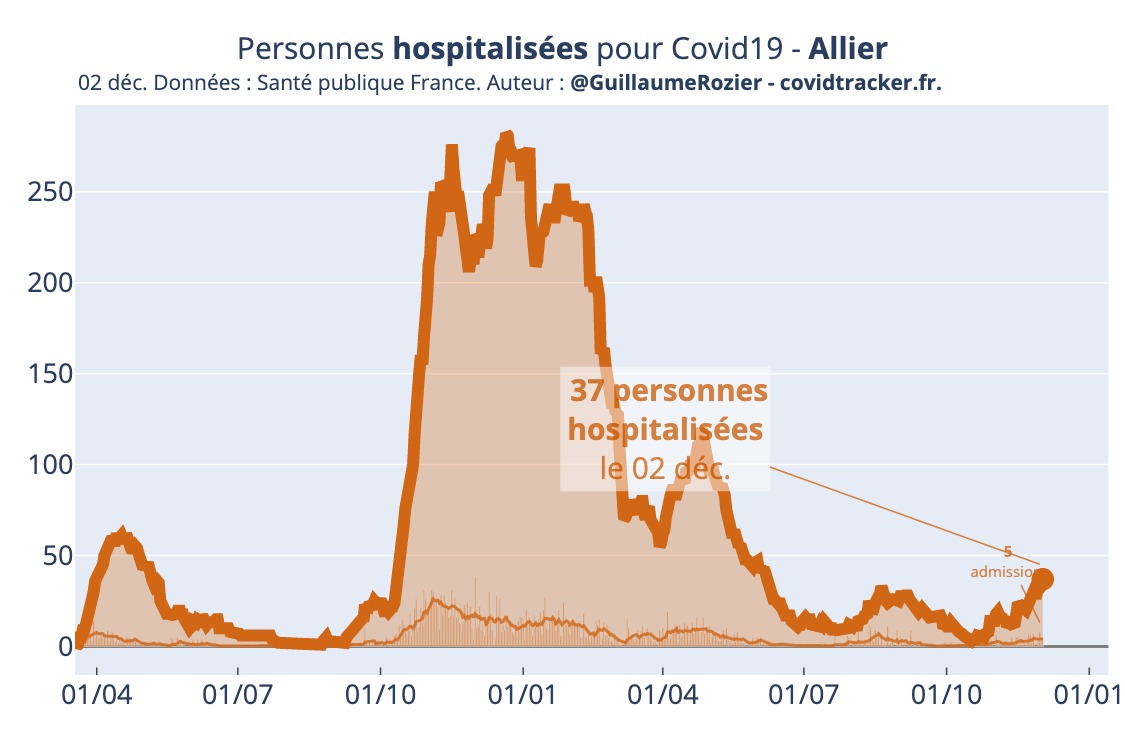 Personnes hospitalisées pour Covid19 - Allier
02 déc. Données : Santé publique France. Auteur : @GuillaumeRozier - covidtracker.fr.
250
200
150
100
50
0
37 personnes
hospitalisées
le 02 déc.
5
admission
01/04 01/07 01/10 01/01 01/04 01/07 01/10 01/01